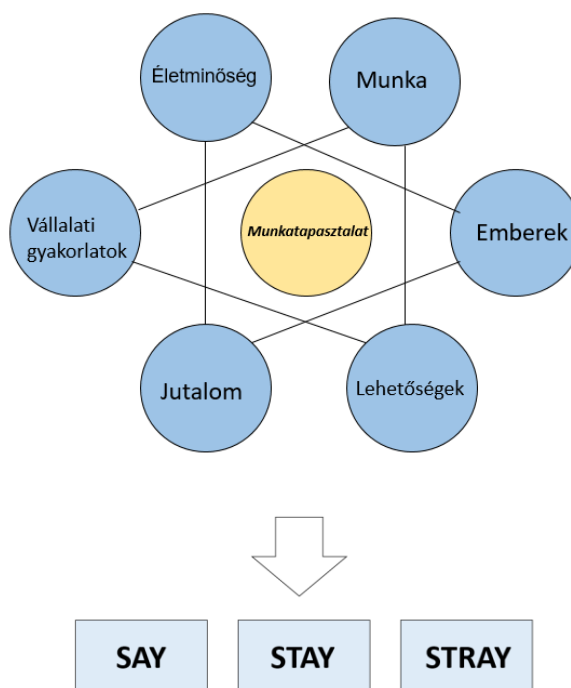 Életminőség
Munka
Vállalati
gyakorlatok
Munkatapasztalat
Emberek
Jutalom
Lehetőségek
SAY
STAY
STRAY